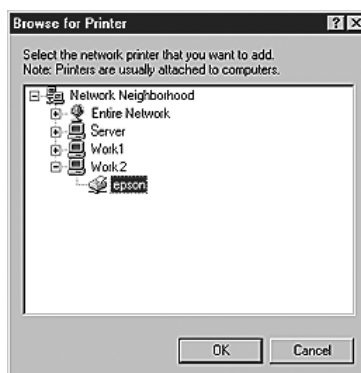 Browse for Printer
Select the network printer that you want to add.
Note: Printers are usually attached to computers.
Network Neighborhood
Entire Network
Server
Work1
Work2
epson
OK Cancel